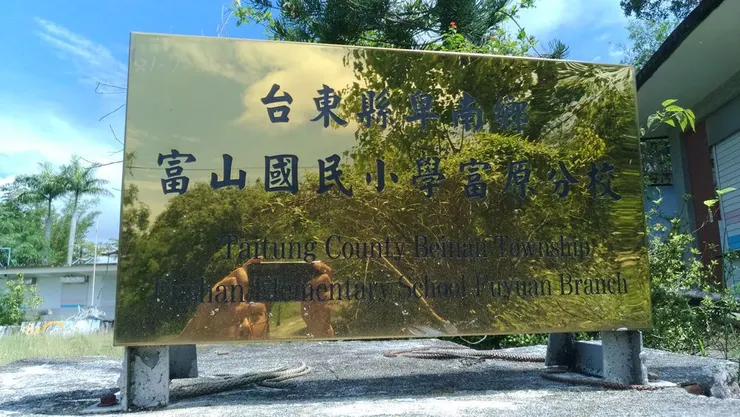 台東縣卑南鄉
富山國民小學富原分校
Taitung County Beinan Township
Fushan Elementary School Fuyuan Branch